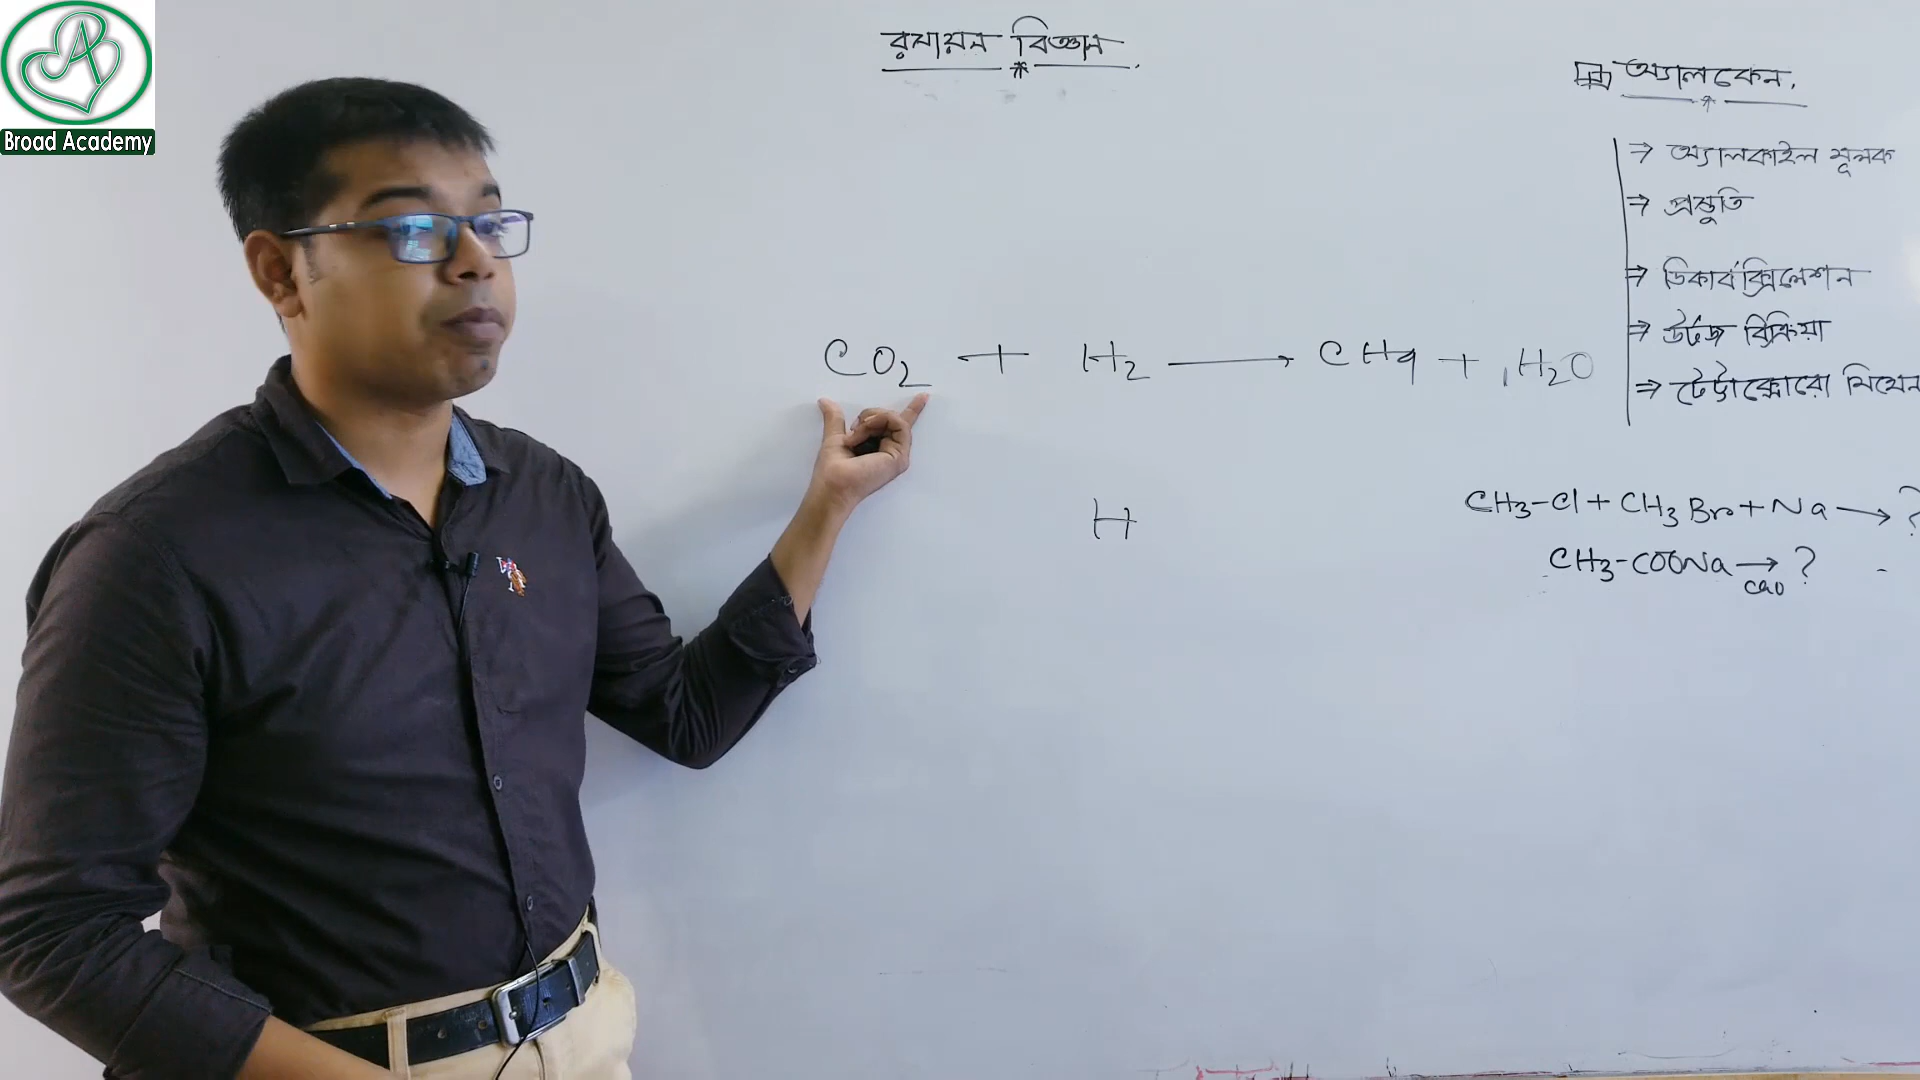 Broad Academy
রসায়ন বিজ্ঞান
অ্যালকেন.
⇒ অ্যালকাইল মূলক
⇒ প্রস্তুতি
⇒ ডিকার্বক্সিলেশন
⇒ উর্টজ বিক্রিয়া
⇒ টেট্রাক্লোরো মিথেন
CO2 + H2 → CH4 + H2O
H
CH3-Cl + CH3Br + Na → ?
CH3-COONa → ?
CaO